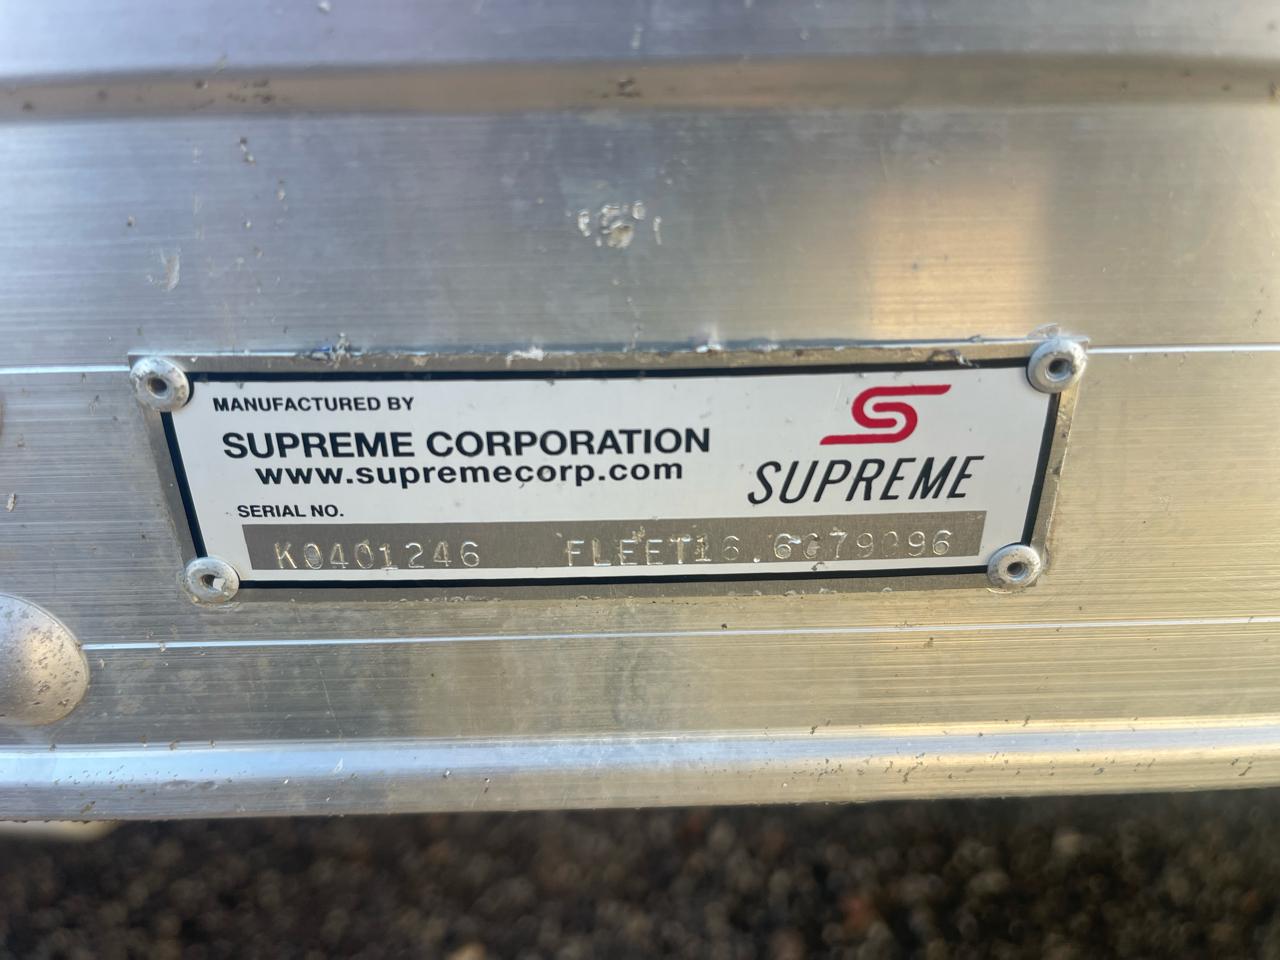 MANUFACTURED BY
SUPREME CORPORATION
www.supremecorp.com
SUPREME
SERIAL NO.
K0401246 FLEET16.6G79096